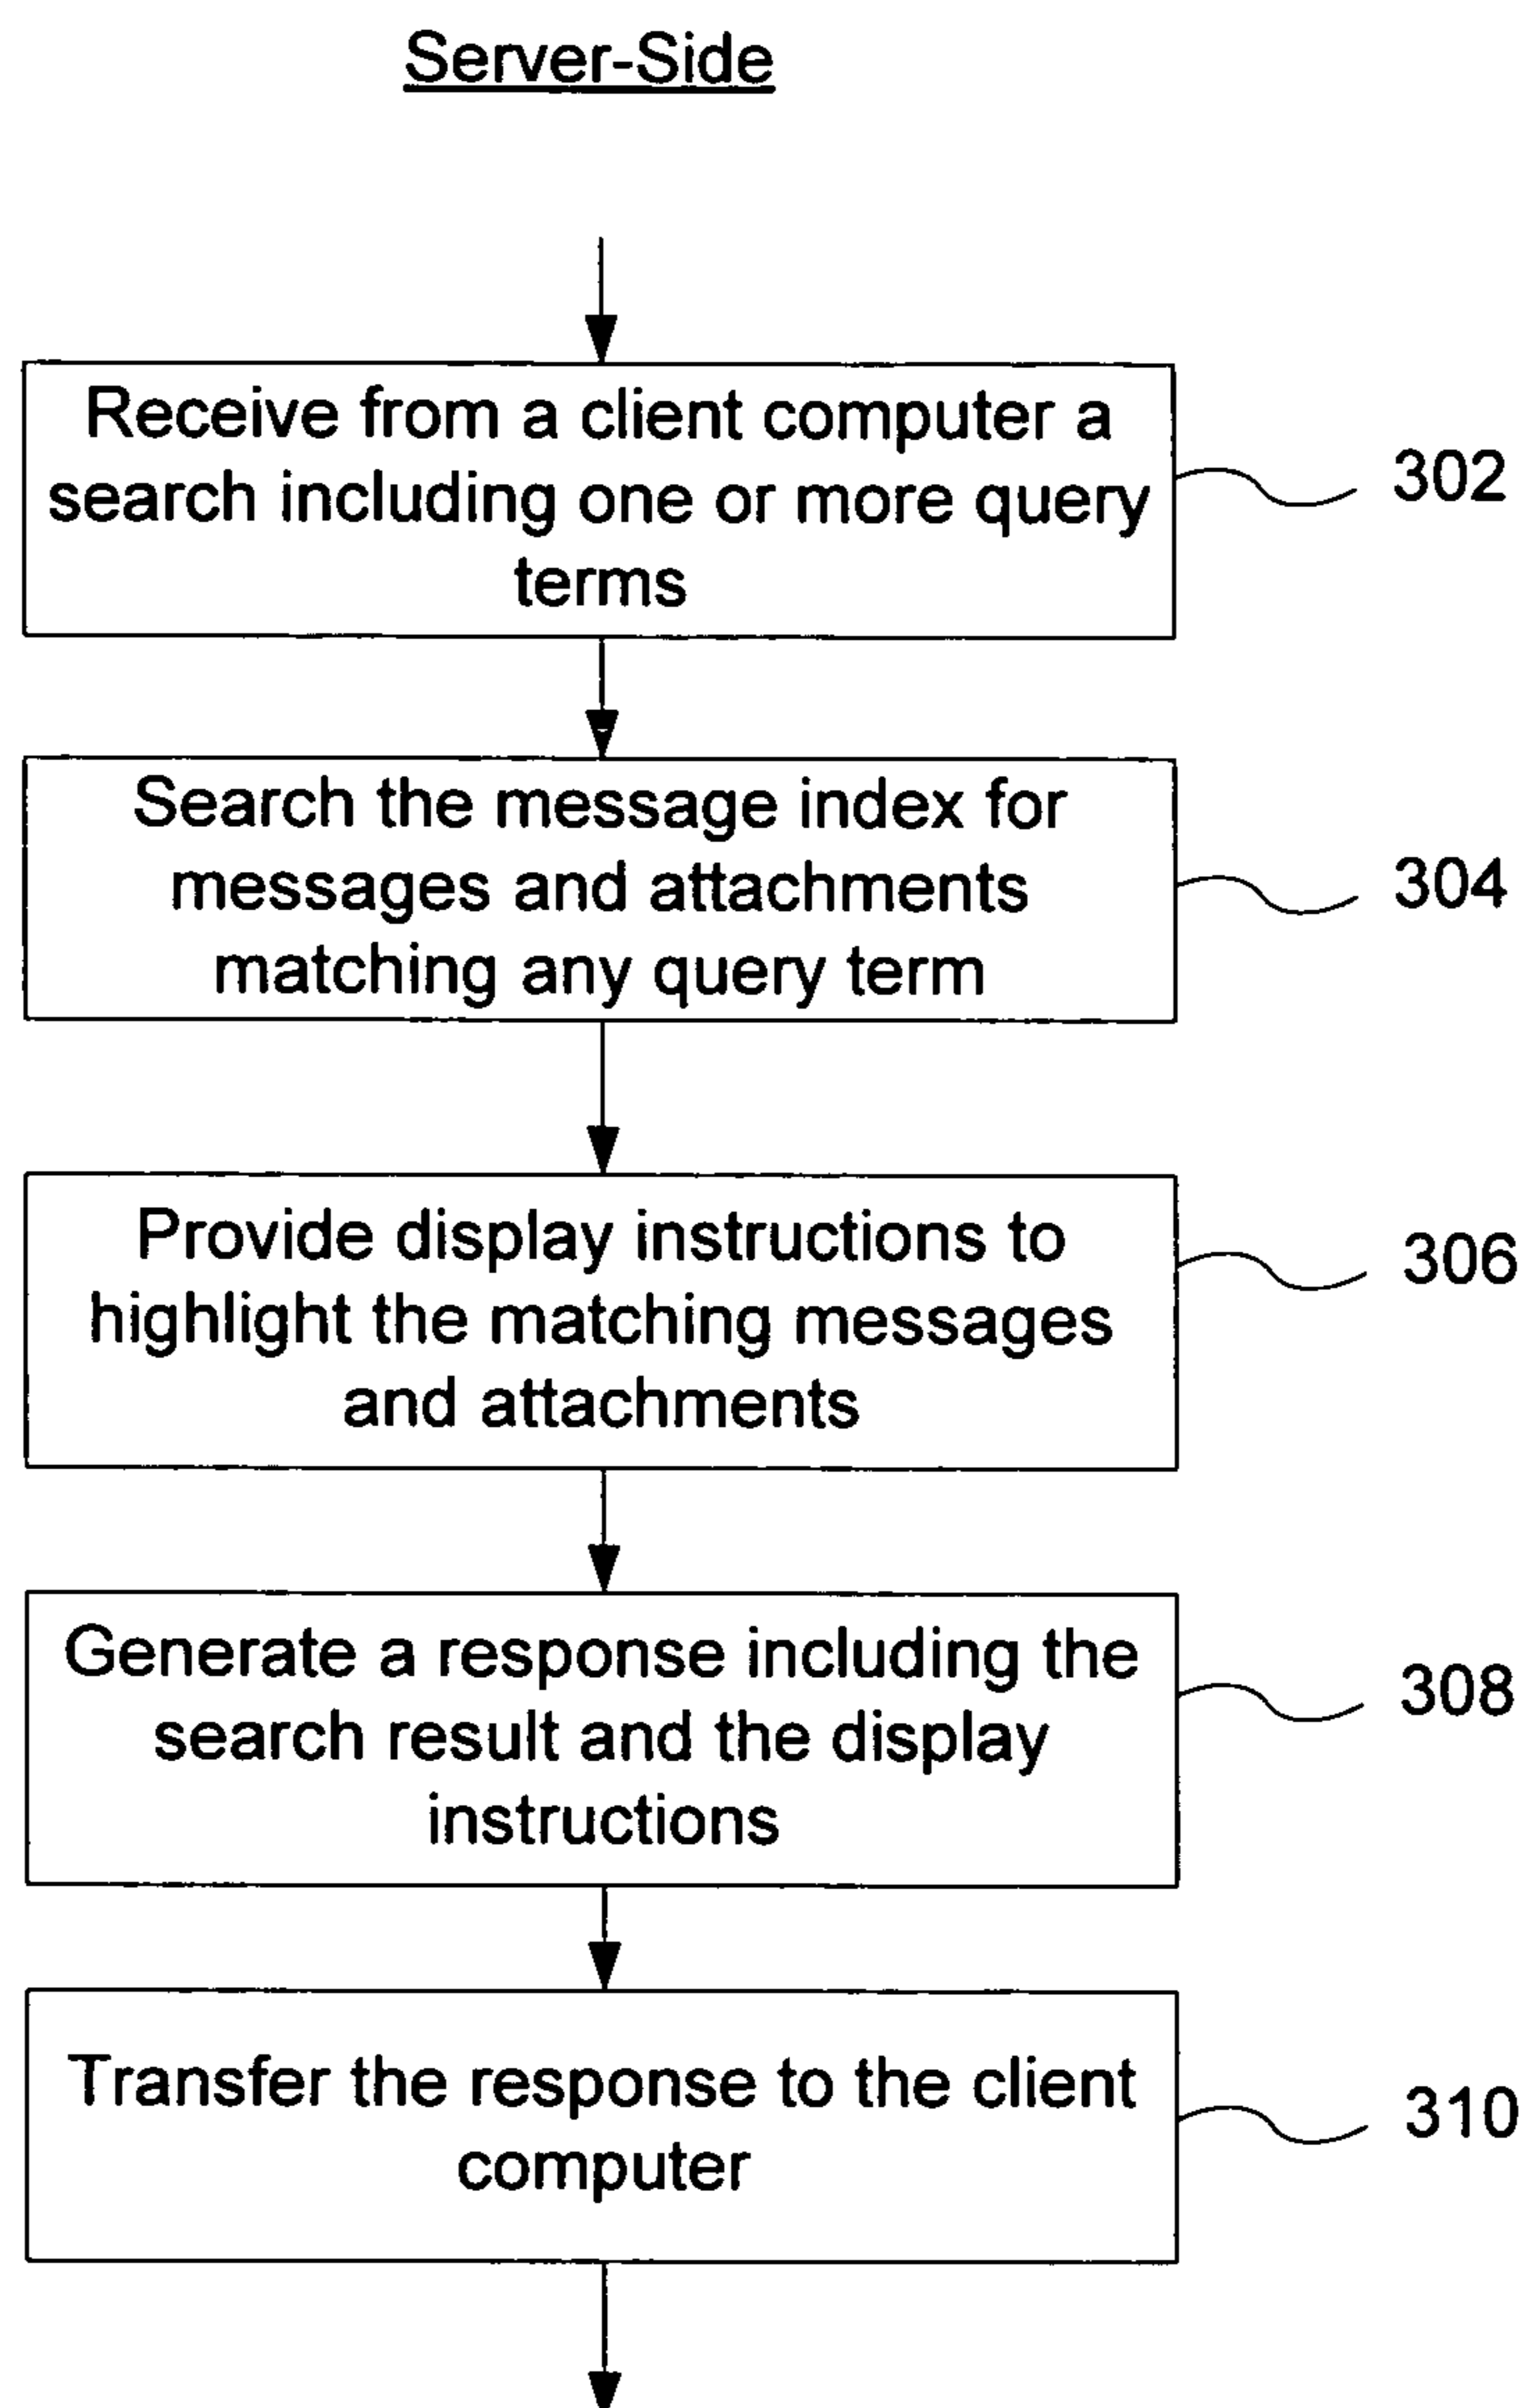 Server-Side
Receive from a client computer a
search including one or more query
terms
302
Search the message index for
messages and attachments
matching any query term
304
Provide display instructions to
highlight the matching messages
and attachments
306
Generate a response including the
search result and the display
instructions
308
Transfer the response to the client
computer
310